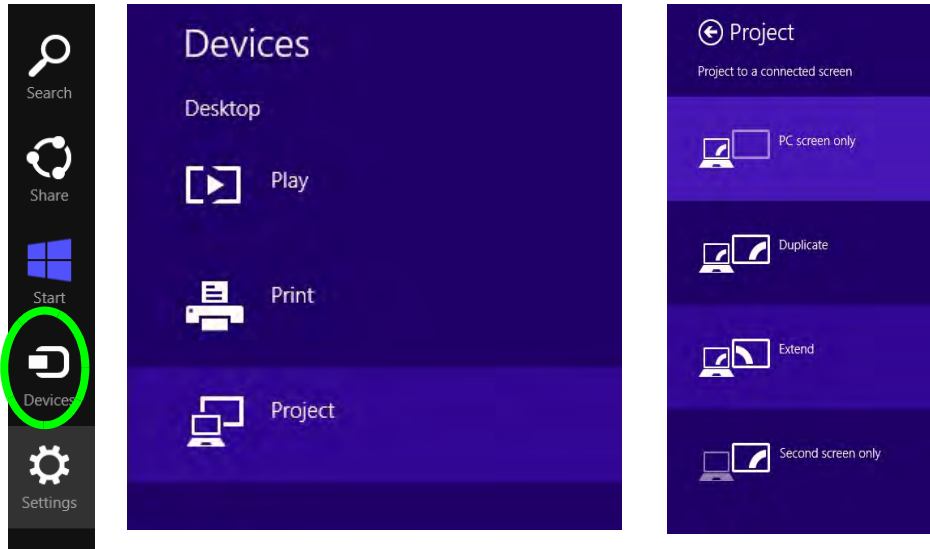 Search
Share
Start
Devices
Settings
Devices
Desktop
Play
Print
Project
Project
Project to a connected screen
PC screen only
Duplicate
Extend
Second screen only